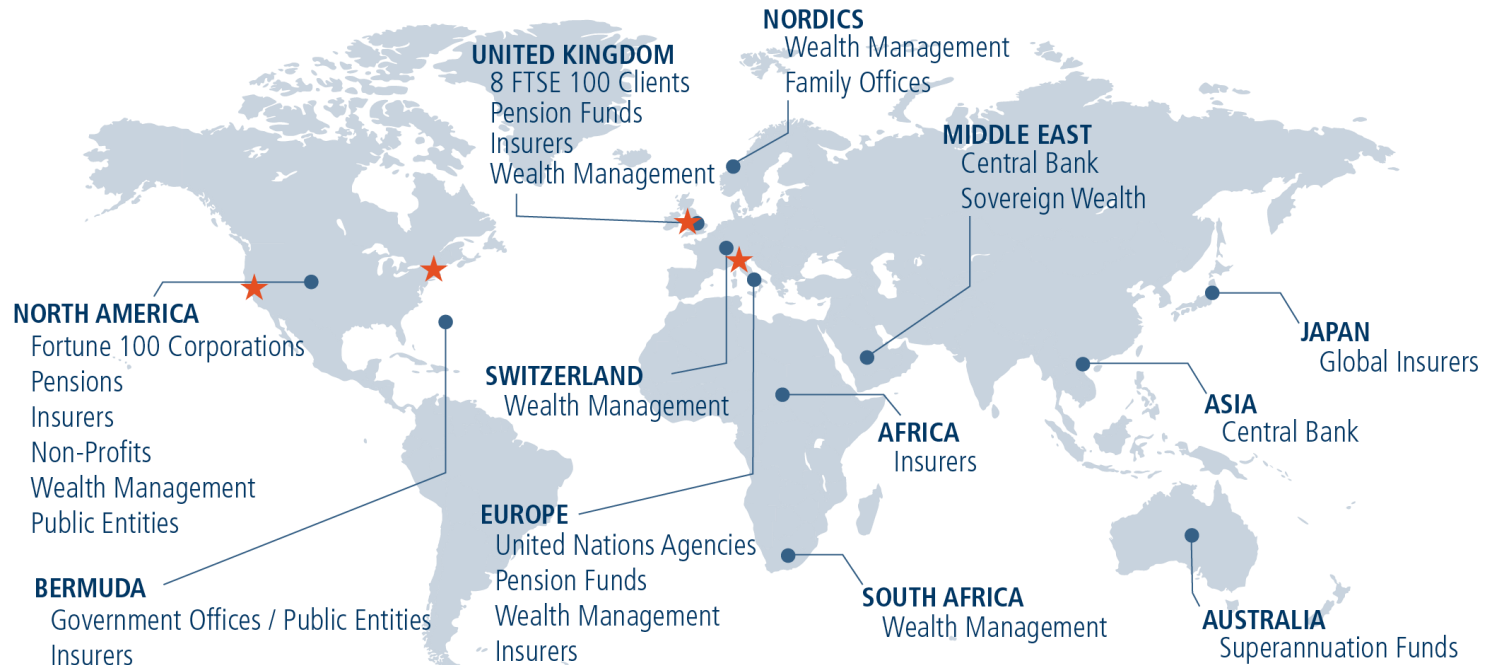 NORDICS
Wealth Management
Family Offices
UNITED KINGDOM
8 FTSE 100 Clients
Pension Funds
Insurers
Wealth Management
MIDDLE EAST
Central Bank
Sovereign Wealth
NORTH AMERICA
Fortune 100 Corporations
Pensions
Insurers
Non-Profits
Wealth Management
Public Entities
JAPAN
Global Insurers
SWITZERLAND
Wealth Management
ASIA
Central Bank
AFRICA
Insurers
EUROPE
United Nations Agencies
Pension Funds
Wealth Management
Insurers
BERMUDA
Government Offices / Public Entities
Insurers
SOUTH AFRICA
Wealth Management
AUSTRALIA
Superannuation Funds